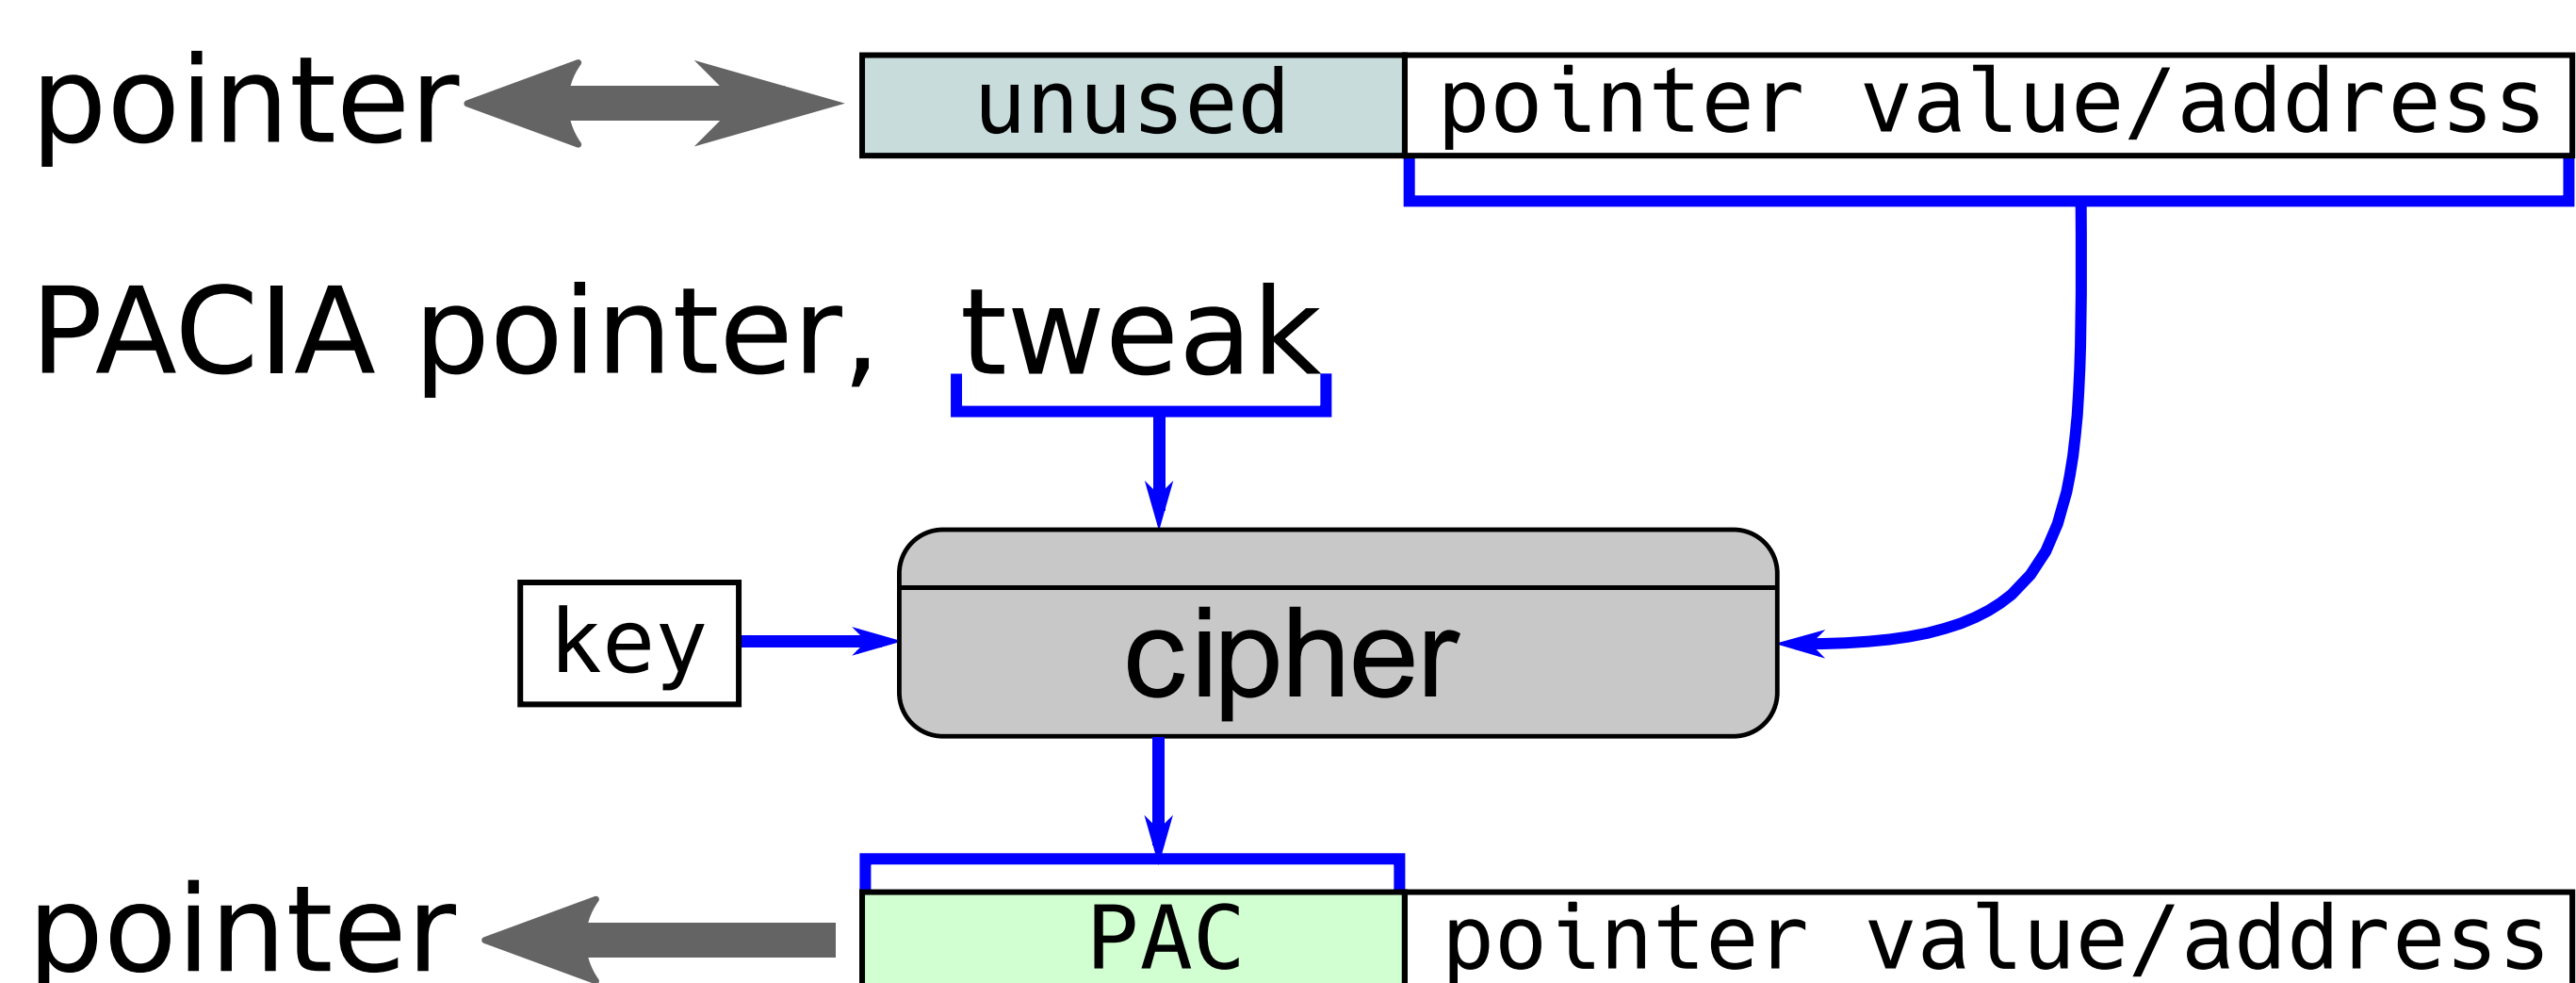 pointer unused pointer value/address
PACIA pointer, tweak
key cipher
pointer PAC pointer value/address